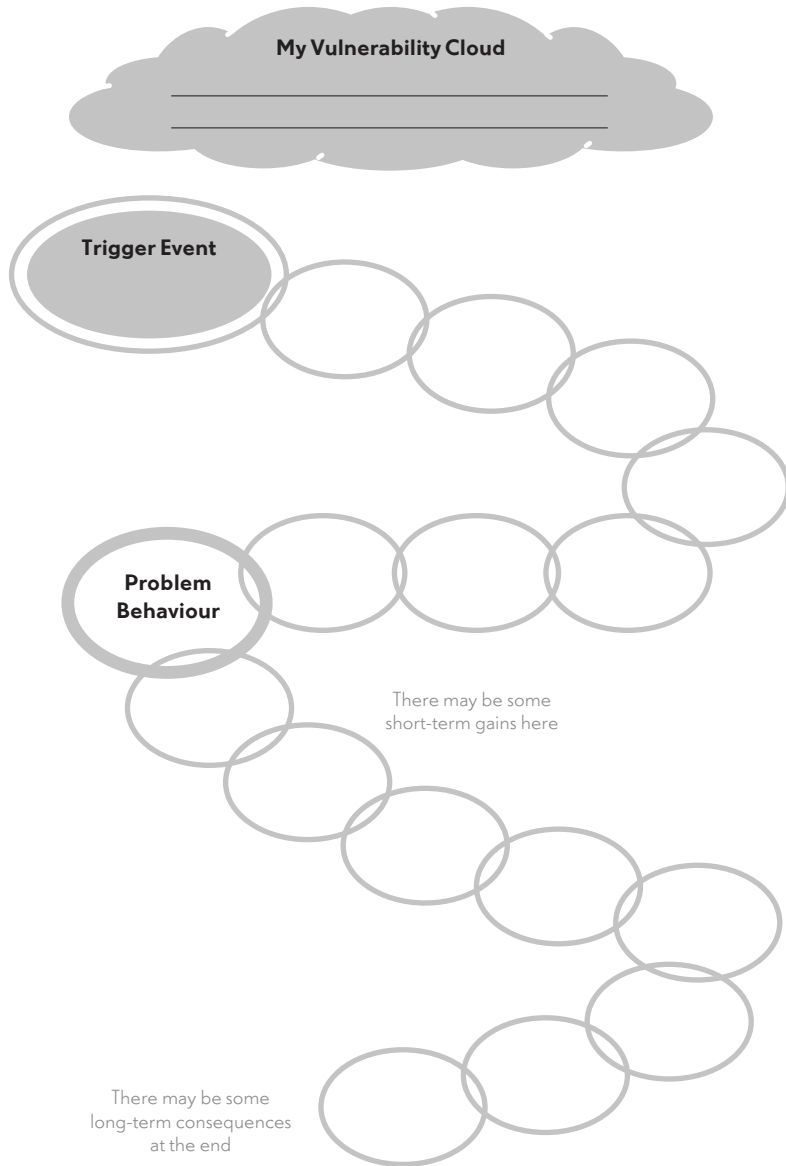 My Vulnerability Cloud
Trigger Event
Problem
Behaviour
There may be some
short-term gains here
There may be some
long-term consequences
at the end